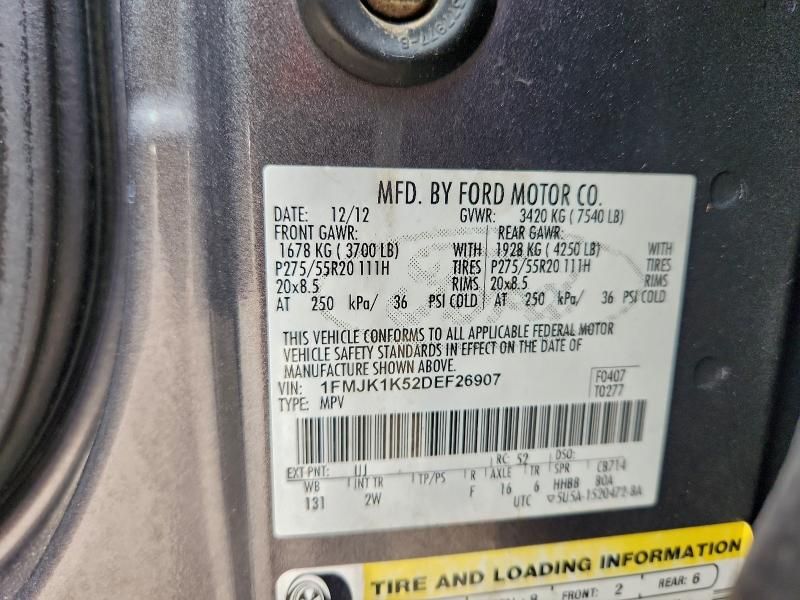 MFD. BY FORD MOTOR CO.
DATE: 12/12 GVWR: 3420 KG ( 7540 LB)
FRONT GAWR: REAR GAWR:
1678 KG ( 3700 LB) WITH 1928 KG ( 4250 LB) WITH
P275/55R20 111H TIRES P275/55R20 111H TIRES
20x8.5 RIMS 20x8.5 RIMS
AT 250 kPa/ 36 PSI COLD AT 250 kPa/ 36 PSI COLD
THIS VEHICLE CONFORMS TO ALL APPLICABLE FEDERAL MOTOR
VEHICLE SAFETY STANDARDS IN EFFECT ON THE DATE OF
MANUFACTURE SHOWN ABOVE.
VIN: 1FMJK1K52DEF26907 F0407
TYPE: MPV T0277
EXT PNT: UJ RC: 52 DSO:
WB INT TR TP/PS R AXLE TR SPR CB714
131 2W F 16 6 HHBB BOA
UTC 5U5A-1520472-BA
TIRE AND LOADING INFORMATION
FRONT: 2 REAR: 6